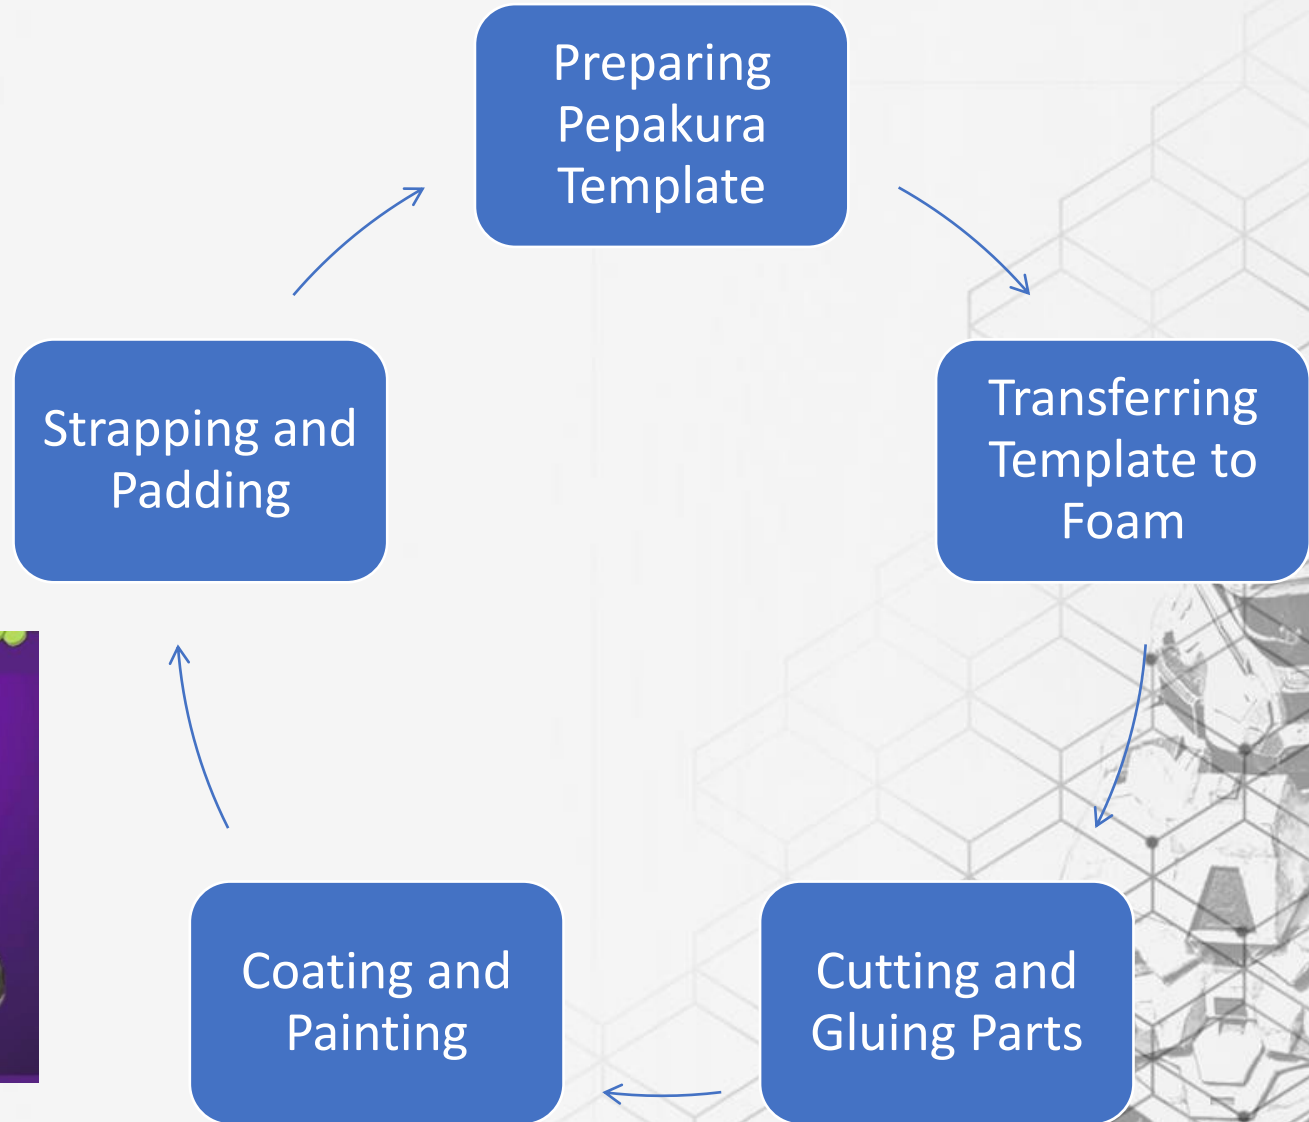 Preparing
Pepakura
Template
Transferring
Template to
Foam
Cutting and
Gluing Parts
Coating and
Painting
Strapping and
Padding